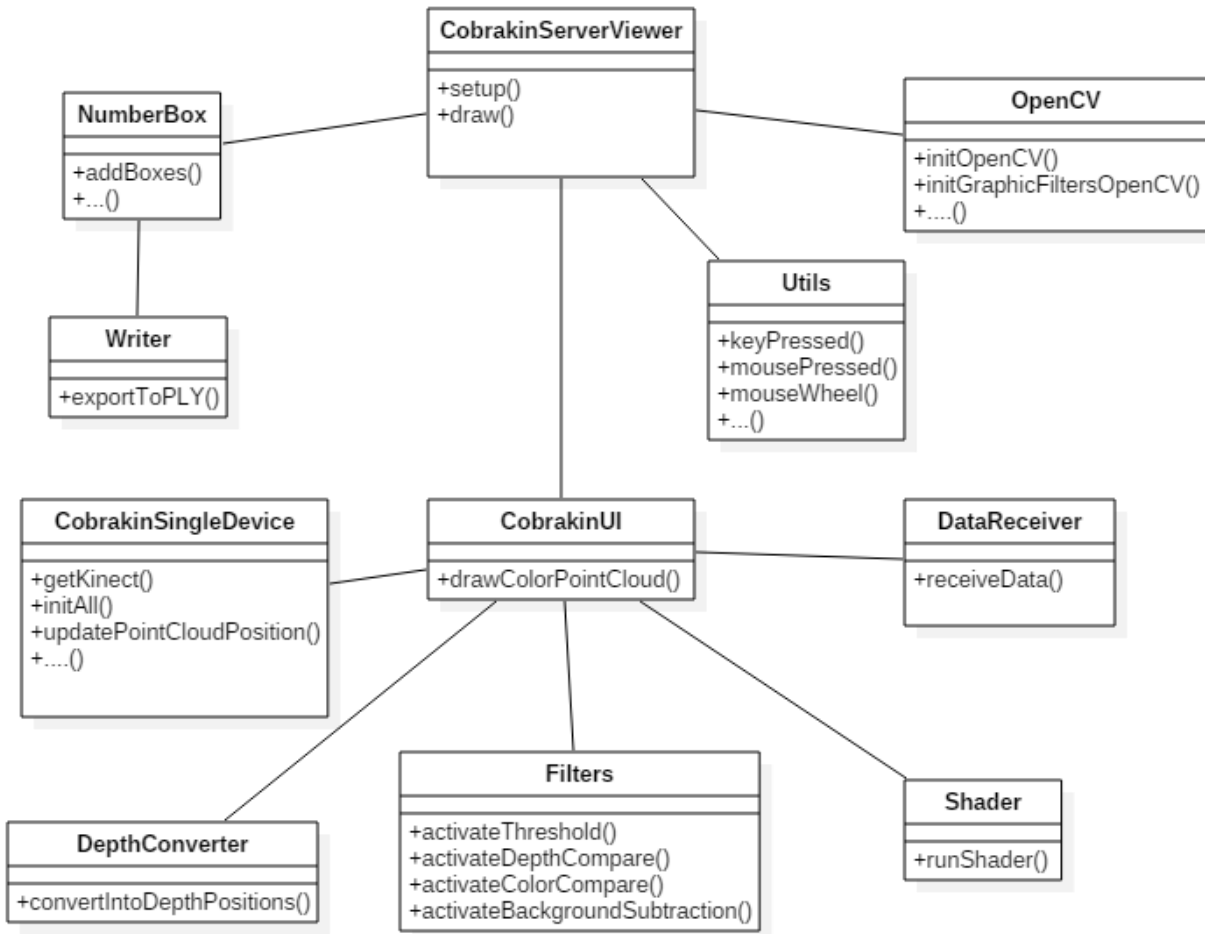 CobrakinServerViewer
+setup()
+draw()
NumberBox
+addBoxes()
+...()
OpenCV
+initOpenCV()
+initGraphicFiltersOpenCV()
+....()
Utils
+keyPressed()
+mousePressed()
+mouseWheel()
+...()
Writer
+exportToPLY()
CobrakinSingleDevice
+getKinect()
+initAll()
+updatePointCloudPosition()
+....()
CobrakinUI
+drawColorPointCloud()
DataReceiver
+receiveData()
DepthConverter
+convertIntoDepthPositions()
Filters
+activateThreshold()
+activateDepthCompare()
+activateColorCompare()
+activateBackgroundSubtraction()
Shader
+runShader()